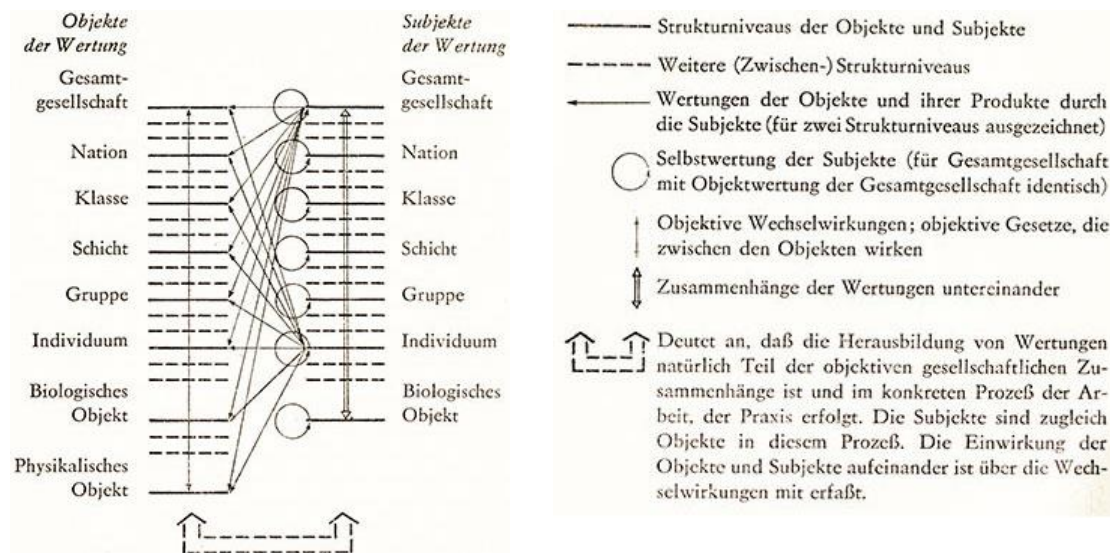 Objekte
der Wertung
Subjekte
der Wertung
Gesamt-
gesellschaft
Nation
Klasse
Schicht
Gruppe
Individuum
Biologisches
Objekt
Physikalisches
Objekt
Gesamt-
gesellschaft
Nation
Klasse
Schicht
Gruppe
Individuum
Biologisches
Objekt
Strukturniveaus der Objekte und Subjekte
Weitere (Zwischen-) Strukturniveaus
Wertungen der Objekte und ihrer Produkte durch
die Subjekte (für zwei Strukturniveaus ausgezeichnet)
Selbstwertung der Subjekte (für Gesamtgesellschaft
mit Objektwertung der Gesamtgesellschaft identisch)
Objektive Wechselwirkungen; objektive Gesetze, die
zwischen den Objekten wirken
Zusammenhänge der Wertungen untereinander
Deutet an, daß die Herausbildung von Wertungen
natürlich Teil der objektiven gesellschaftlichen Zu-
sammenhänge ist und im konkreten Prozeß der Ar-
beit, der Praxis erfolgt. Die Subjekte sind zugleich
Objekte in diesem Prozeß. Die Einwirkung der
Objekte und Subjekte aufeinander ist über die Wech-
selwirkungen mit erfaßt.